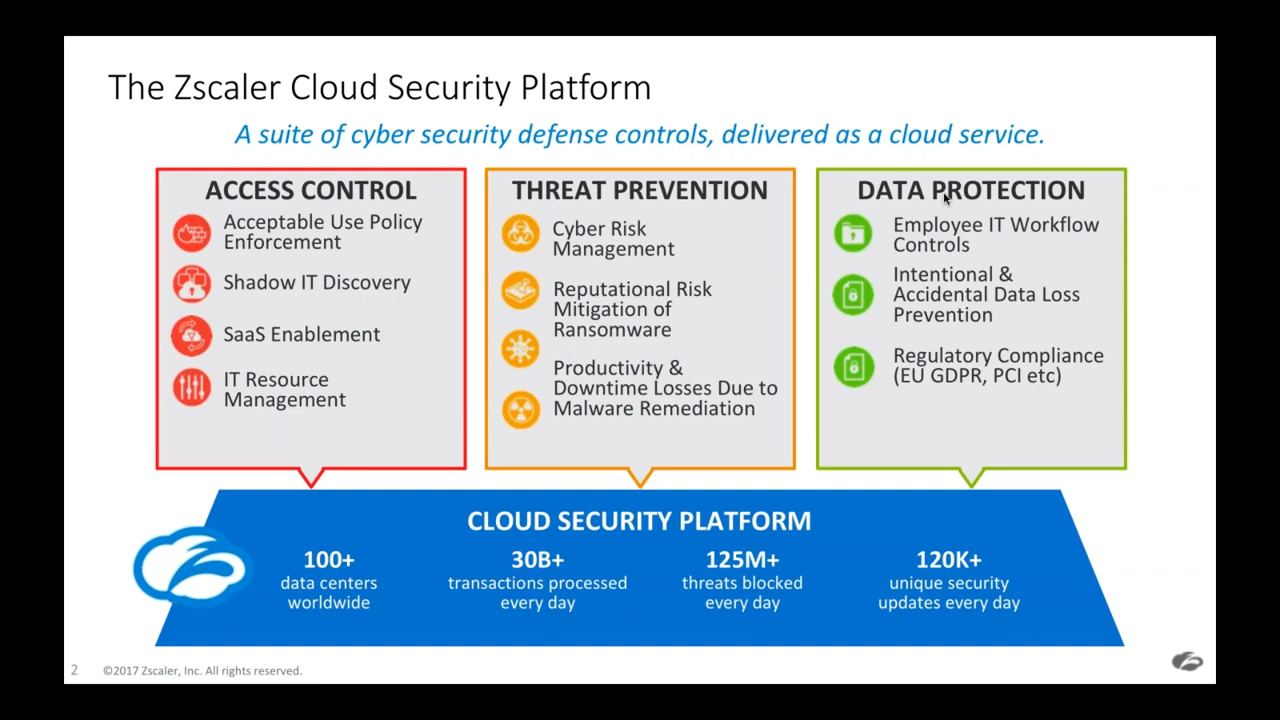 The Zscaler Cloud Security Platform
A suite of cyber security defense controls, delivered as a cloud service.
ACCESS CONTROL
Acceptable Use Policy
Enforcement
Shadow IT Discovery
SaaS Enablement
IT Resource
Management
THREAT PREVENTION
Cyber Risk
Management
Reputational Risk
Mitigation of
Ransomware
Productivity &
Downtime Losses Due to
Malware Remediation
DATA PROTECTION
Employee IT Workflow
Controls
Intentional &
Accidental Data Loss
Prevention
Regulatory Compliance
(EU GDPR, PCI etc)
CLOUD SECURITY PLATFORM
100+
data centers
worldwide
30B+
transactions processed
every day
125M+
threats blocked
every day
120K+
unique security
updates every day
2 ©2017 Zscaler, Inc. All rights reserved.